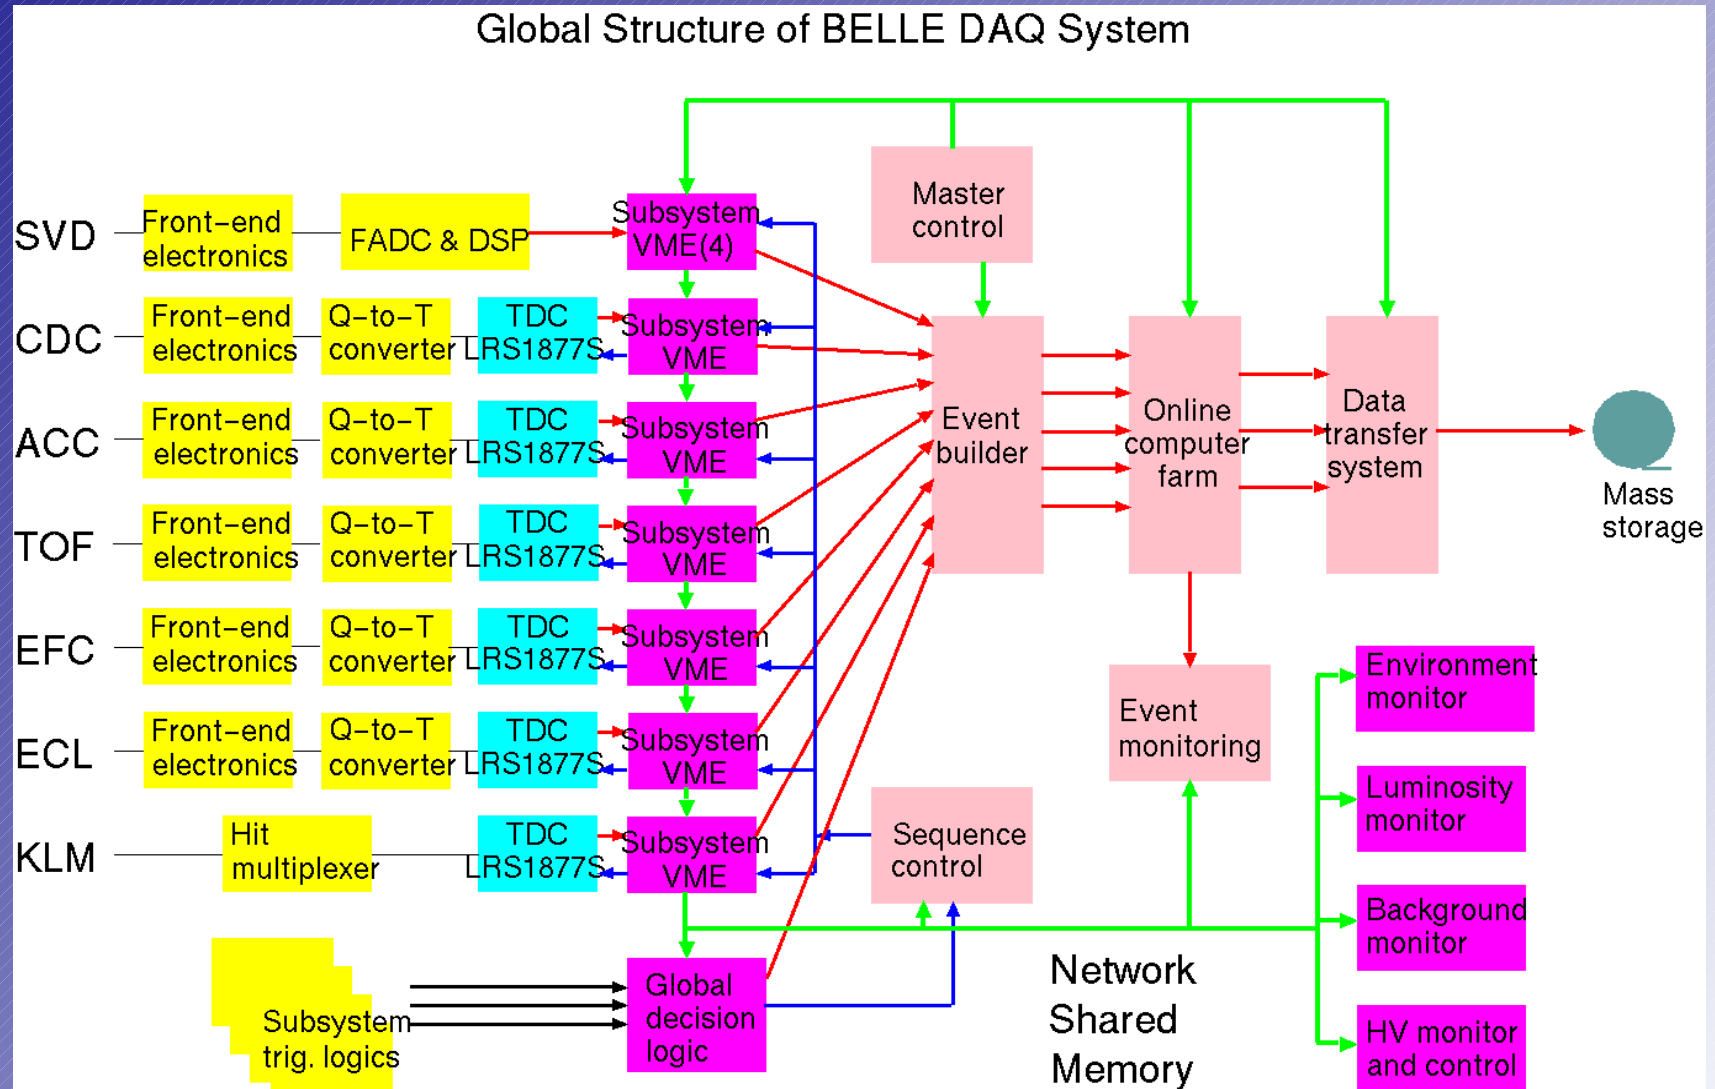 Global Structure of BELLE DAQ System
Master
control
SVD
Front-end
electronics
FADC & DSP
Subsystem
VME(4)
CDC
Front-end
electronics
Q-to-T
converter
TDC
LRS1877S
Subsystem
VME
ACC
Front-end
electronics
Q-to-T
converter
TDC
LRS1877S
Subsystem
VME
TOF
Front-end
electronics
Q-to-T
converter
TDC
LRS1877S
Subsystem
VME
EFC
Front-end
electronics
Q-to-T
converter
TDC
LRS1877S
Subsystem
VME
ECL
Front-end
electronics
Q-to-T
converter
TDC
LRS1877S
Subsystem
VME
KLM
Hit
multiplexer
TDC
LRS1877S
Subsystem
VME
Subsystem
trig. logics
Global
decision
logic
Event
builder
Online
computer
farm
Data
transfer
system
Mass
storage
Event
monitoring
Sequence
control
Environment
monitor
Luminosity
monitor
Background
monitor
HV monitor
and control
Network
Shared
Memory